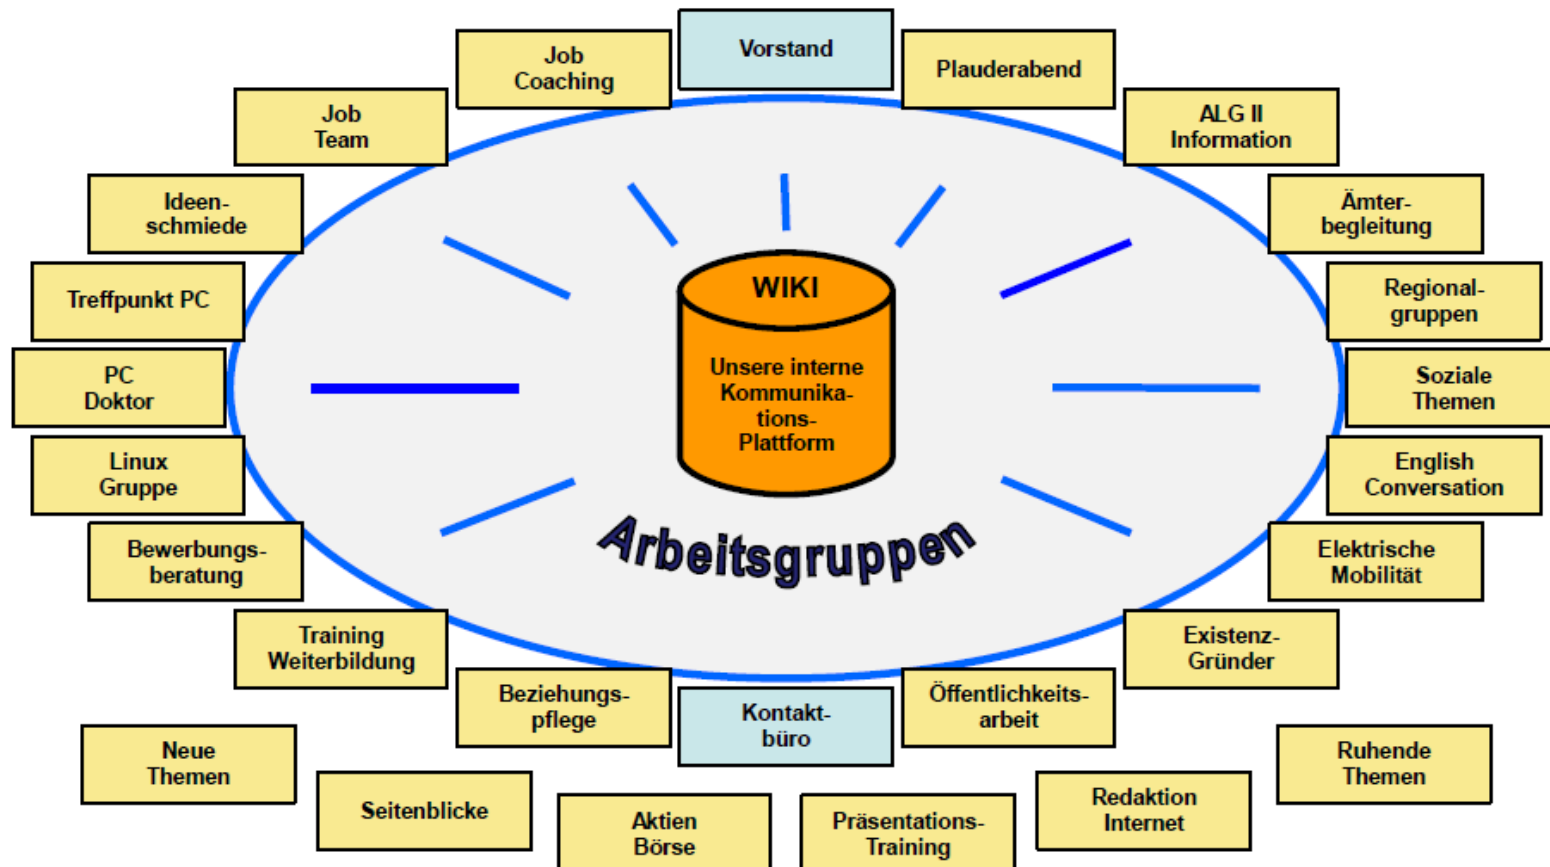 Vorstand
Job
Coaching
Plauderabend
Job
Team
ALG II
Information
Ideen-
schmiede
Ämter-
begleitung
Treffpunkt PC
Regional-
gruppen
PC
Doktor
Soziale
Themen
Linux
Gruppe
English
Conversation
Bewerbungs-
beratung
Elektrische
Mobilität
Training
Weiterbildung
Existenz-
Gründer
Beziehungs-
pflege
Kontakt-
büro
Öffentlichkeits-
arbeit
WIKI
Unsere interne
Kommunika-
tions-
Plattform
Arbeitsgruppen
Neue
Themen
Seitenblicke
Aktien
Börse
Präsentations-
Training
Redaktion
Internet
Ruhende
Themen